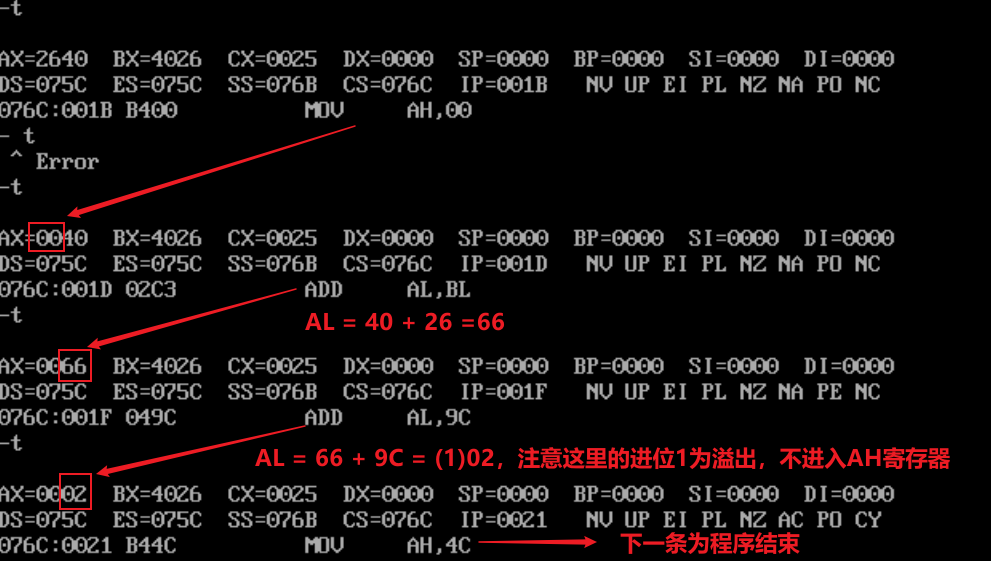 -t
AX=2640 BX=4026 CX=0025 DX=0000 SP=0000 BP=0000 SI=0000 DI=0000
DS=075C ES=075C SS=076B CS=076C IP=001B NV UP EI PL NZ NA PO NC
076C:001B B400 MOV AH,00
- t
^ Error
-t
AX=0040 BX=4026 CX=0025 DX=0000 SP=0000 BP=0000 SI=0000 DI=0000
DS=075C ES=075C SS=076B CS=076C IP=001D NV UP EI PL NZ NA PO NC
076C:001D 02C3 ADD AL,BL
-t
AL = 40 + 26 =66
AX=0066 BX=4026 CX=0025 DX=0000 SP=0000 BP=0000 SI=0000 DI=0000
DS=075C ES=075C SS=076B CS=076C IP=001F NV UP EI PL NZ NA PE NC
076C:001F 049C ADD AL,9C
-t
AL = 66 + 9C = (1)02，注意这里的进位1为溢出，不进入AH寄存器
AX=0002 BX=4026 CX=0025 DX=0000 SP=0000 BP=0000 SI=0000 DI=0000
DS=075C ES=075C SS=076B CS=076C IP=0021 NV UP EI PL NZ AC PO CY
076C:0021 B44C MOV AH,4C 下一条为程序结束